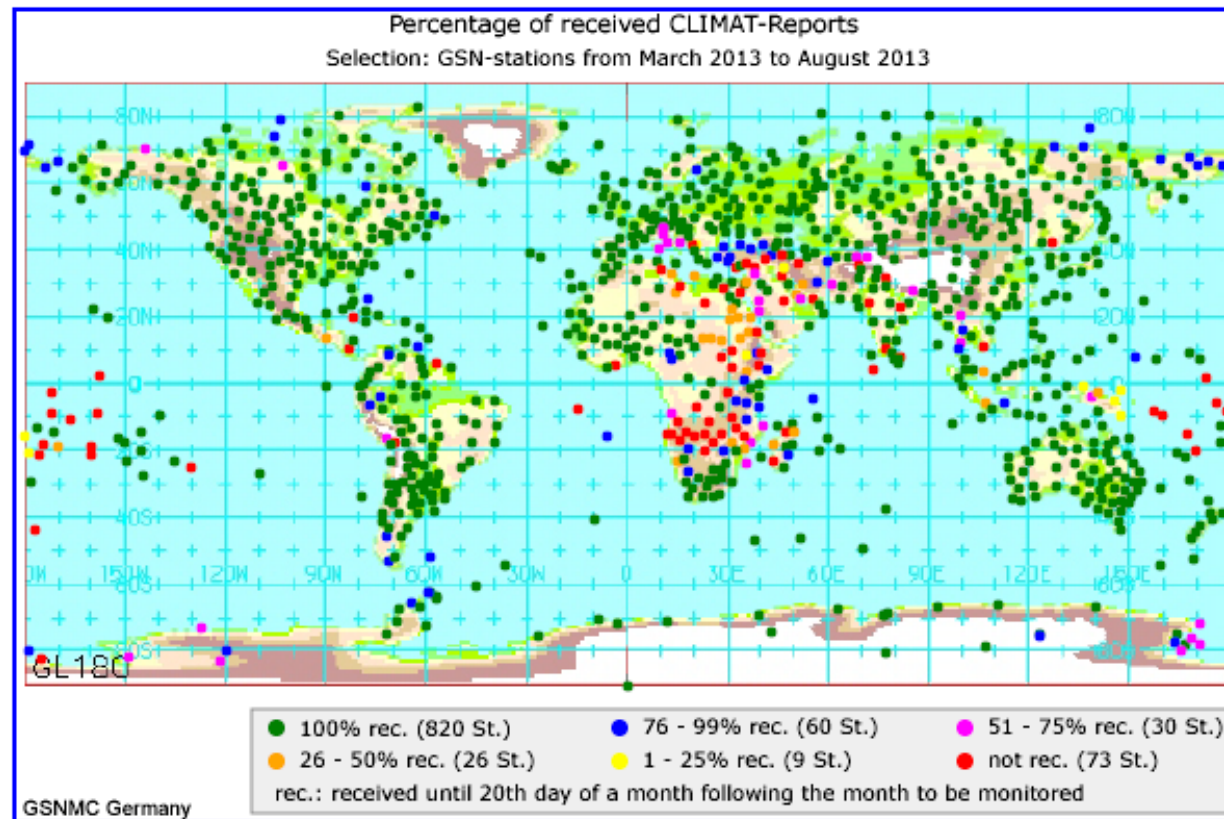 Percentage of received CLIMAT-Reports
Selection: GSN-stations from March 2013 to August 2013
80N 80N
60N 60N
40N 40N
20N 20N
0 0
20S 20S
40S 40S
0W 150W 120W 90W 60W 30W 0 30E 60E 90E 120E 150E
60S 60S
80S 80S
GL180
100% rec. (820 St.) 76 - 99% rec. (60 St.) 51 - 75% rec. (30 St.)
26 - 50% rec. (26 St.) 1 - 25% rec. (9 St.) not rec. (73 St.)
rec.: received until 20th day of a month following the month to be monitored
GSNMC Germany